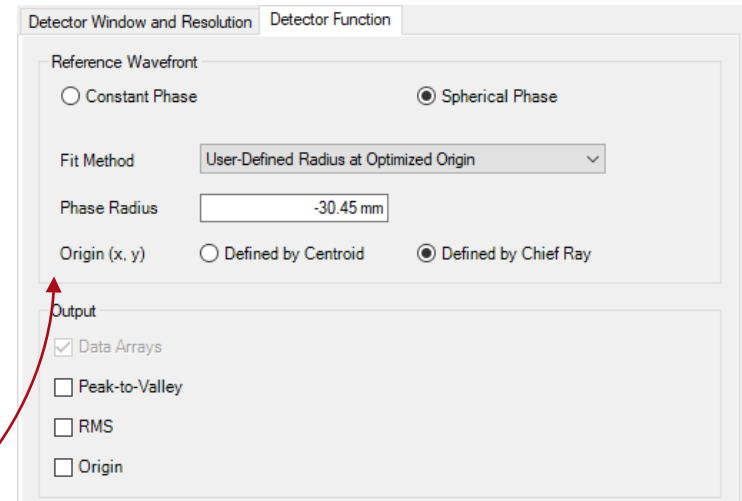 Detector Window and Resolution Detector Function
Reference Wavefront
Constant Phase Spherical Phase
Fit Method User-Defined Radius at Optimized Origin
Phase Radius -30.45 mm
Origin (x, y) Defined by Centroid Defined by Chief Ray
Output
Data Arrays
Peak-to-Valley
RMS
Origin